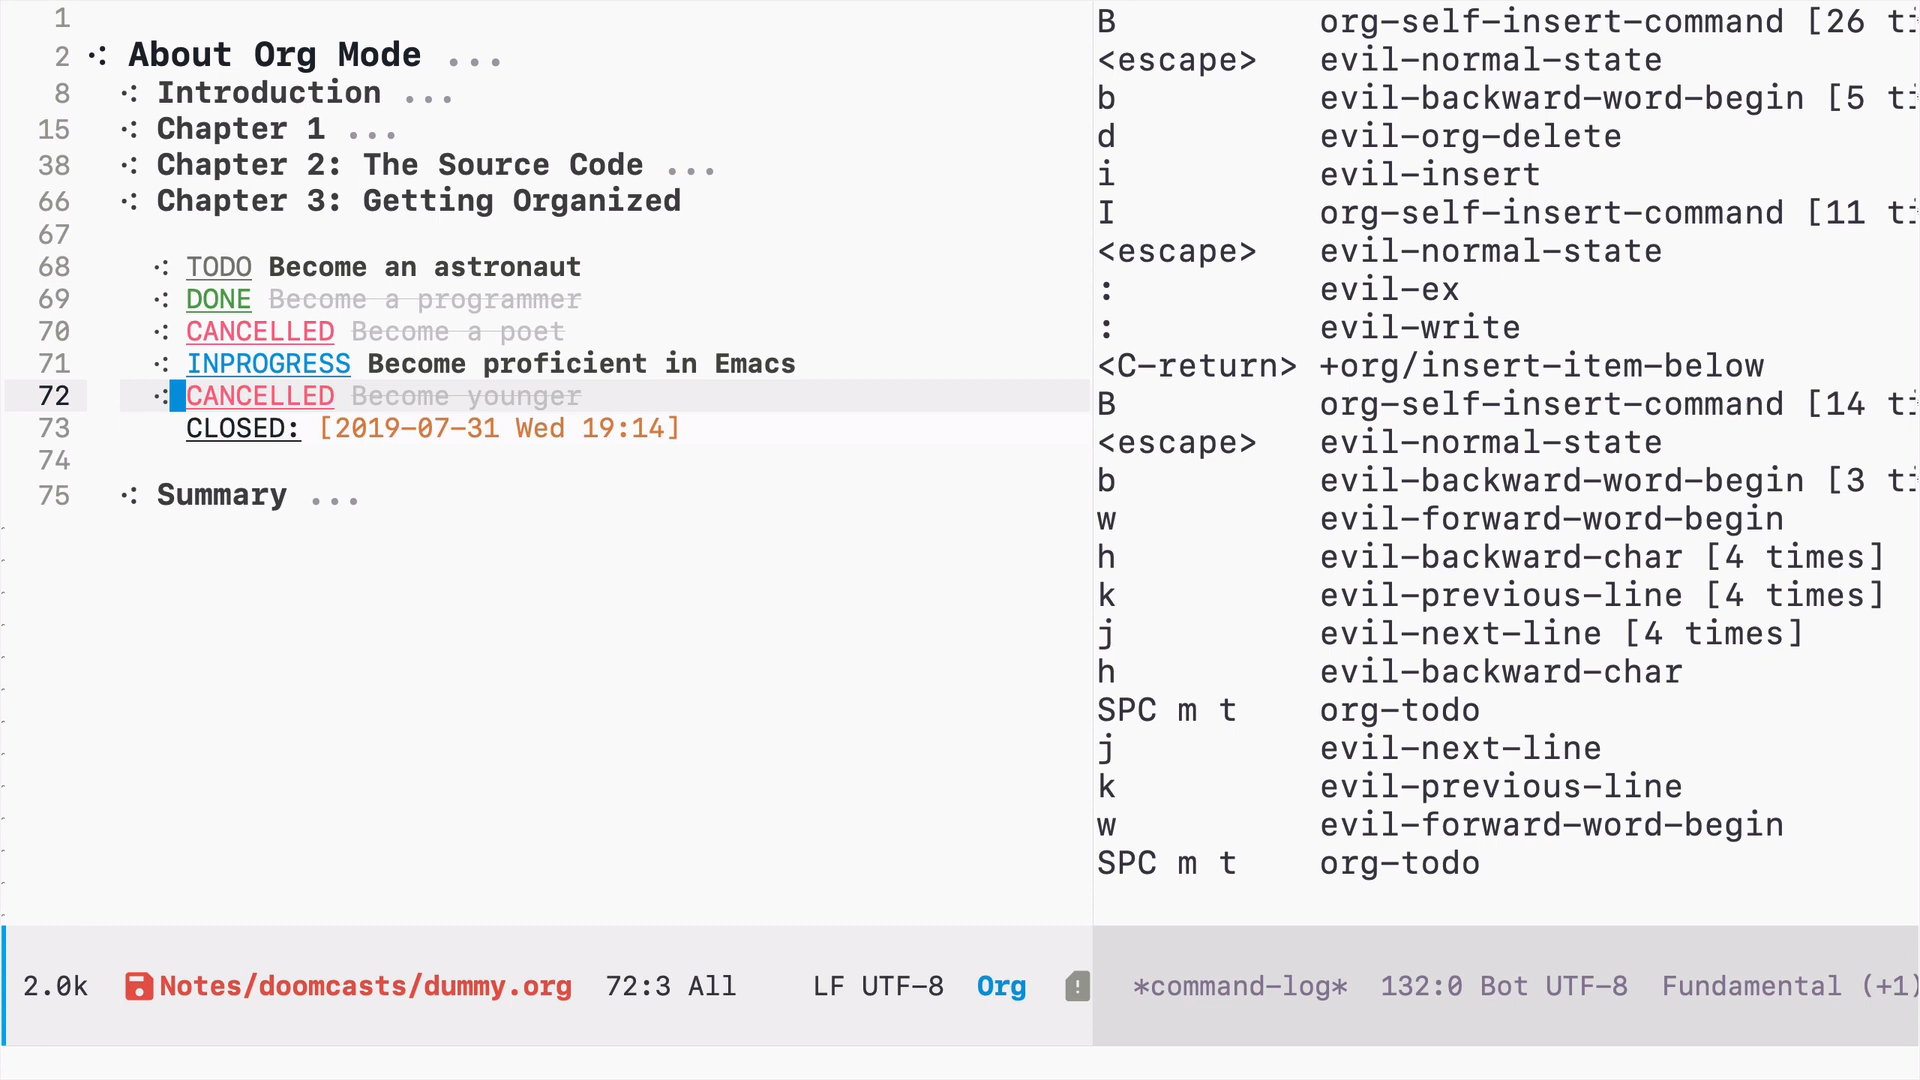 1
2 About Org Mode ...
8 Introduction ...
15 Chapter 1 ...
38 Chapter 2: The Source Code ...
66 Chapter 3: Getting Organized
67
68 TODO Become an astronaut
69 DONE Become a programmer
70 CANCELLED Become a poet
71 INPROGRESS Become proficient in Emacs
72 CANCELLED Become younger
73 CLOSED: [2019-07-31 Wed 19:14]
74
75 Summary ...
2.0k Notes/doomcasts/dummy.org 72:3 All LF UTF-8 Org
B org-self-insert-command [26 ti
<escape> evil-normal-state
b evil-backward-word-begin [5 ti
d evil-org-delete
i evil-insert
I org-self-insert-command [11 ti
<escape> evil-normal-state
: evil-ex
: evil-write
<C-return> +org/insert-item-below
B org-self-insert-command [14 ti
<escape> evil-normal-state
b evil-backward-word-begin [3 ti
w evil-forward-word-begin
h evil-backward-char [4 times]
k evil-previous-line [4 times]
j evil-next-line [4 times]
h evil-backward-char
SPC m t org-todo
j evil-next-line
k evil-previous-line
w evil-forward-word-begin
SPC m t org-todo
*command-log* 132:0 Bot UTF-8 Fundamental (+1)